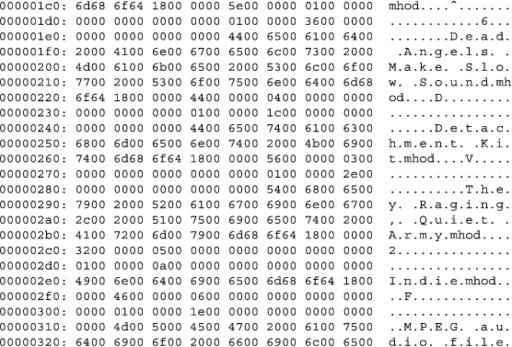 000001c0: 6d68 6f64 1800 0000 5e00 0000 0100 0000 mhod....^.......
000001d0: 0000 0000 0000 0000 0100 0000 3600 0000 ............6...
000001e0: 0000 0000 0000 0000 4400 6500 6100 6400 ........D.e.a.d.
000001f0: 2000 4100 6e00 6700 6500 6c00 7300 2000 .A.n.g.e.l.s. .
00000200: 4d00 6100 6b00 6500 2000 5300 6c00 6f00 M.a.k.e. .S.l.o.
00000210: 7700 2000 5300 6f00 7500 6e00 6400 6d68 w. .S.o.u.n.d.mh
00000220: 6f64 1800 0000 4400 0000 0400 0000 0000 od....D.........
00000230: 0000 0000 0000 0100 0000 1c00 0000 0000 ................
00000240: 0000 0000 0000 4400 6500 7400 6100 6300 ......D.e.t.a.c.
00000250: 6800 6d00 6500 6e00 7400 2000 4b00 6900 h.m.e.n.t. .K.i.
00000260: 7400 6d68 6f64 1800 0000 5600 0000 0300 t.mhod....V.....
00000270: 0000 0000 0000 0000 0000 0100 0000 2e00 ................
00000280: 0000 0000 0000 0000 0000 5400 6800 6500 ..........T.h.e.
00000290: 7900 2000 5200 6100 6700 6900 6e00 6700 y. .R.a.g.i.n.g.
000002a0: 2c00 2000 5100 7500 6900 6500 7400 2000 ,. .Q.u.i.e.t. .
000002b0: 4100 7200 6d00 7900 6d68 6f64 1800 0000 A.r.m.y.mhod....
000002c0: 3200 0000 0500 0000 0000 0000 0000 0000 2...............
000002d0: 0100 0000 0a00 0000 0000 0000 0000 0000 ................
000002e0: 4900 6e00 6400 6900 6500 6d68 6f64 1800 I.n.d.i.e.mhod..
000002f0: 0000 4600 0000 0600 0000 0000 0000 0000 ..F.............
00000300: 0000 0100 0000 1e00 0000 0000 0000 0000 ................
00000310: 0000 4d00 5000 4500 4700 2000 6100 7500 ..M.P.E.G. .a.u.
00000320: 6400 6900 6f00 2000 6600 6900 6c00 6500 d.i.o. .f.i.l.e.